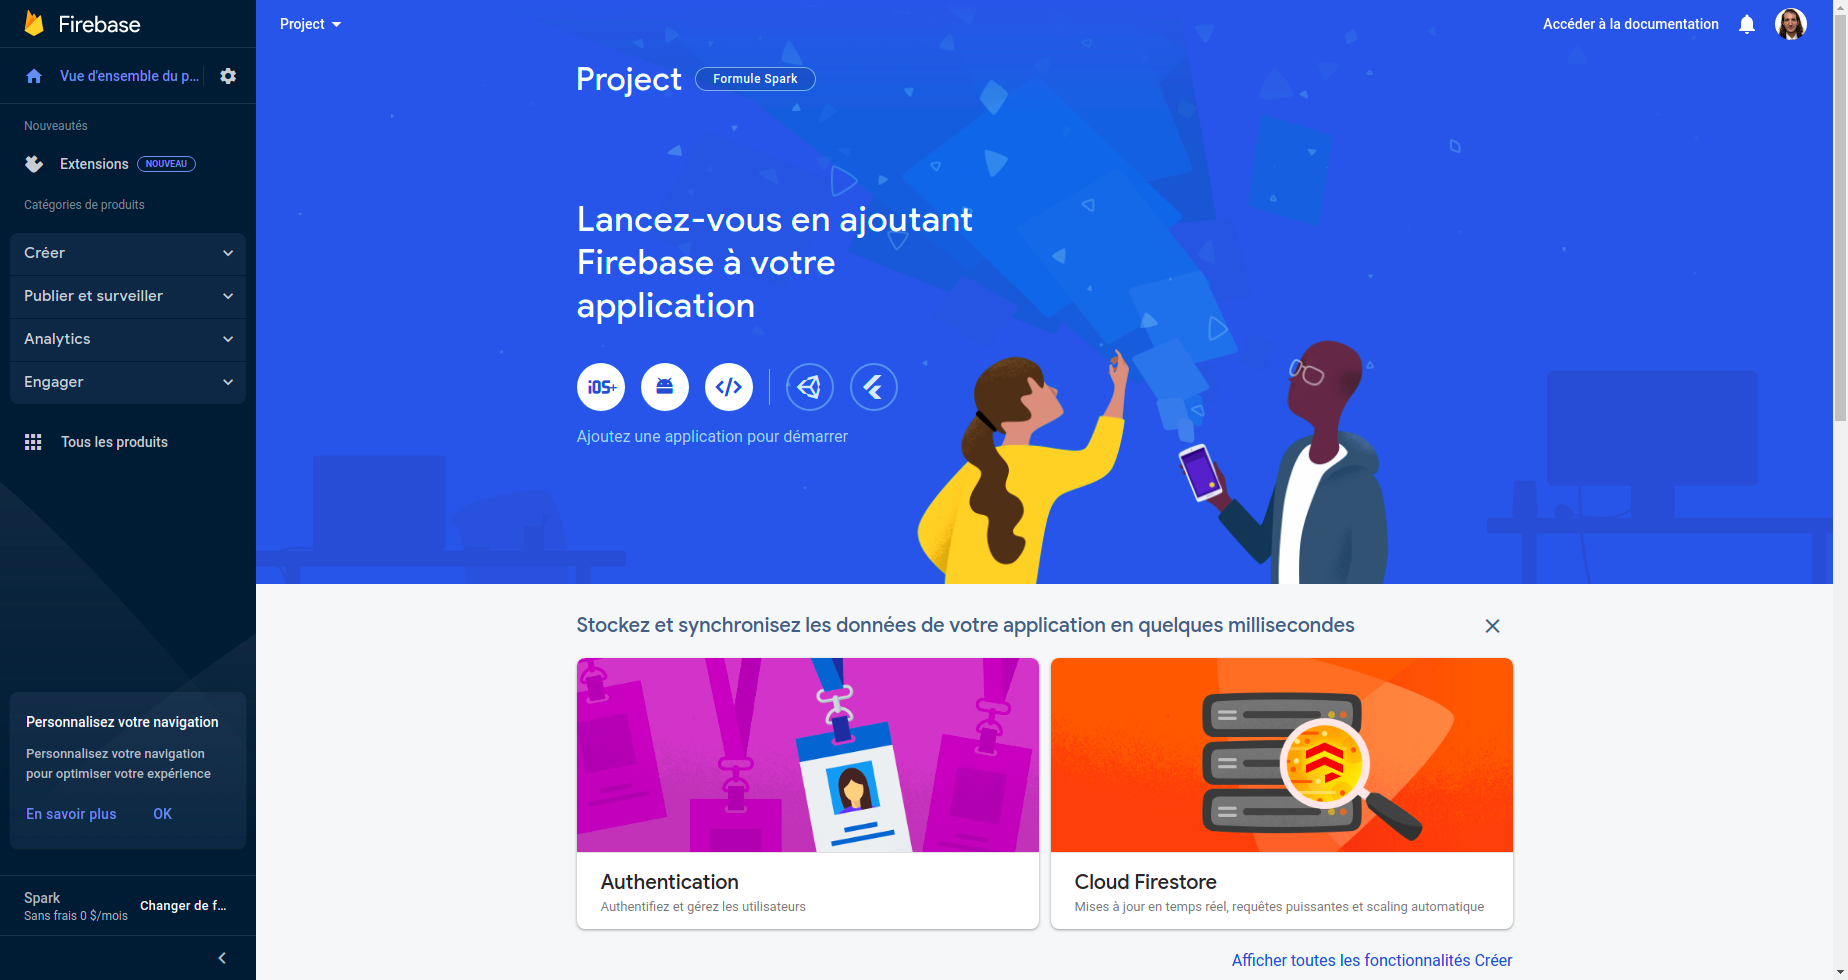 Firebase
Vue d'ensemble du p...
Nouveautés
Extensions NOUVEAU
Catégories de produits
Créer
Publier et surveiller
Analytics
Engager
Tous les produits
Personnalisez votre navigation
Personnalisez votre navigation
pour optimiser votre expérience
En savoir plus OK
Spark
Sans frais 0 $/mois
Changer de f...
Project
Accéder à la documentation
Project Formule Spark
Lancez-vous en ajoutant
Firebase à votre
application
iOS+
Ajoutez une application pour démarrer
Stockez et synchronisez les données de votre application en quelques millisecondes
Authentication
Authentifiez et gérez les utilisateurs
Cloud Firestore
Mises à jour en temps réel, requêtes puissantes et scaling automatique
Afficher toutes les fonctionnalités Créer